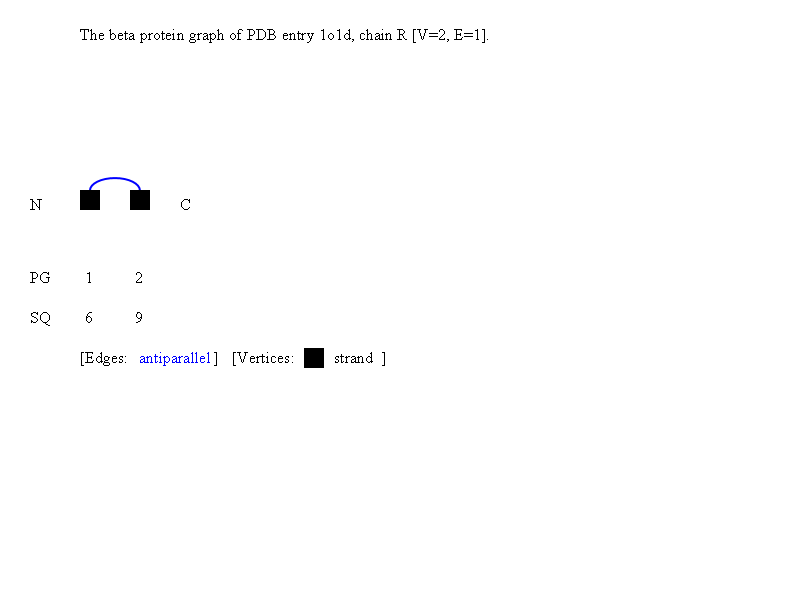 The beta protein graph of PDB entry 1o1d, chain R [V=2, E=1].
N C
PG 1 2
SQ 6 9
[Edges: antiparallel] [Vertices: strand ]